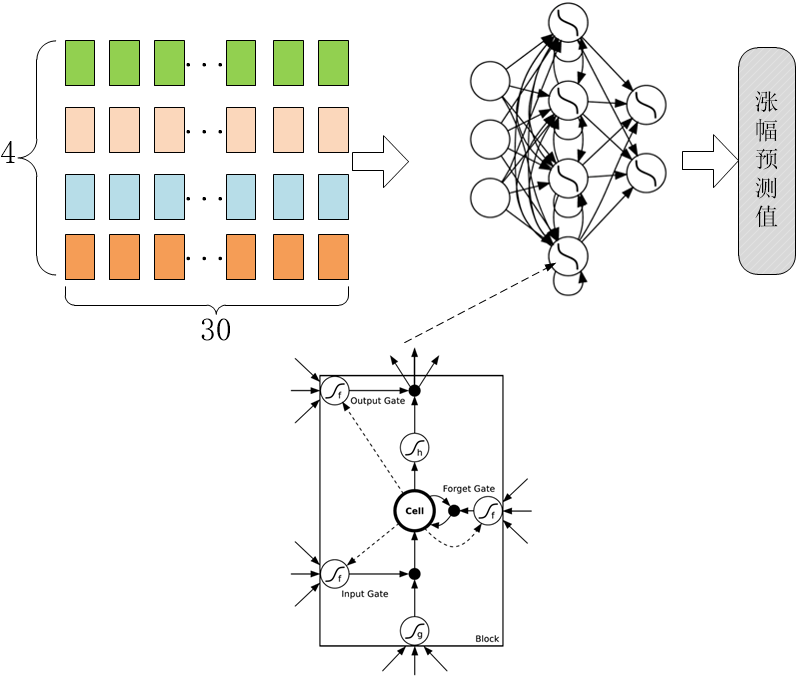 4
30
涨
幅
预
测
值
f
Output Gate
h
Forget Gate
Cell
f
f
Input Gate
g
Block